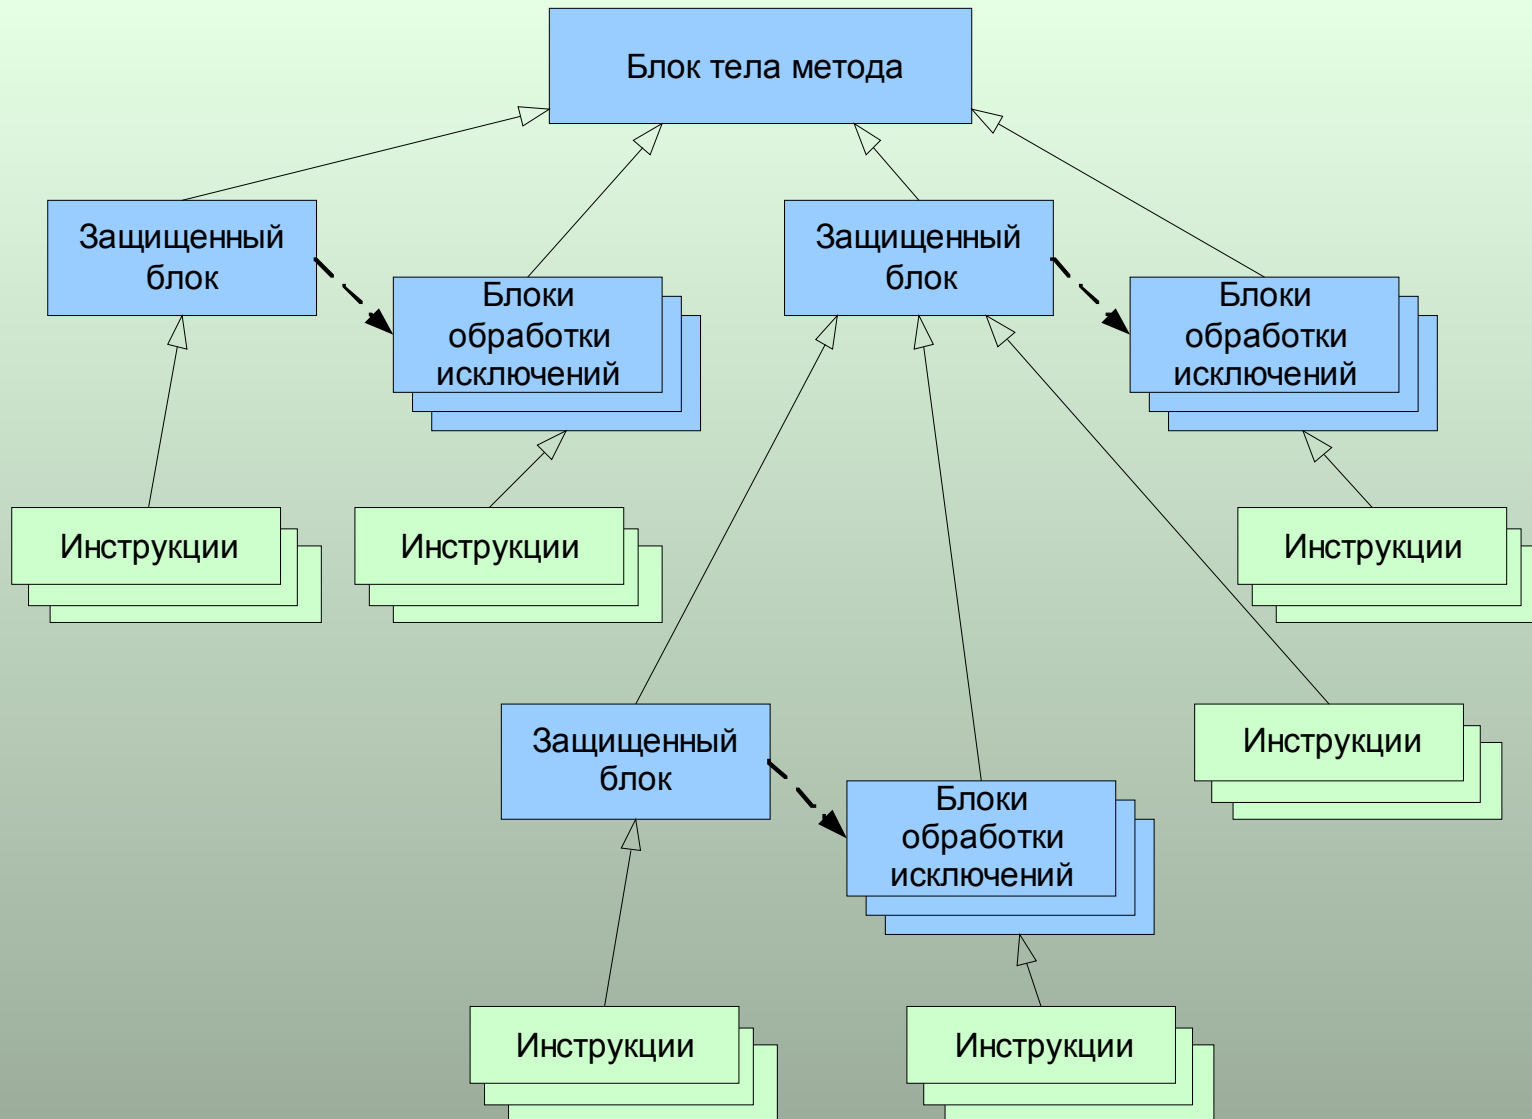 Блок тела метода
Защищенный
блок
Блоки
обработки
исключений
Защищенный
блок
Блоки
обработки
исключений
Инструкции
Инструкции
Инструкции
Защищенный
блок
Блоки
обработки
исключений
Инструкции
Инструкции
Инструкции